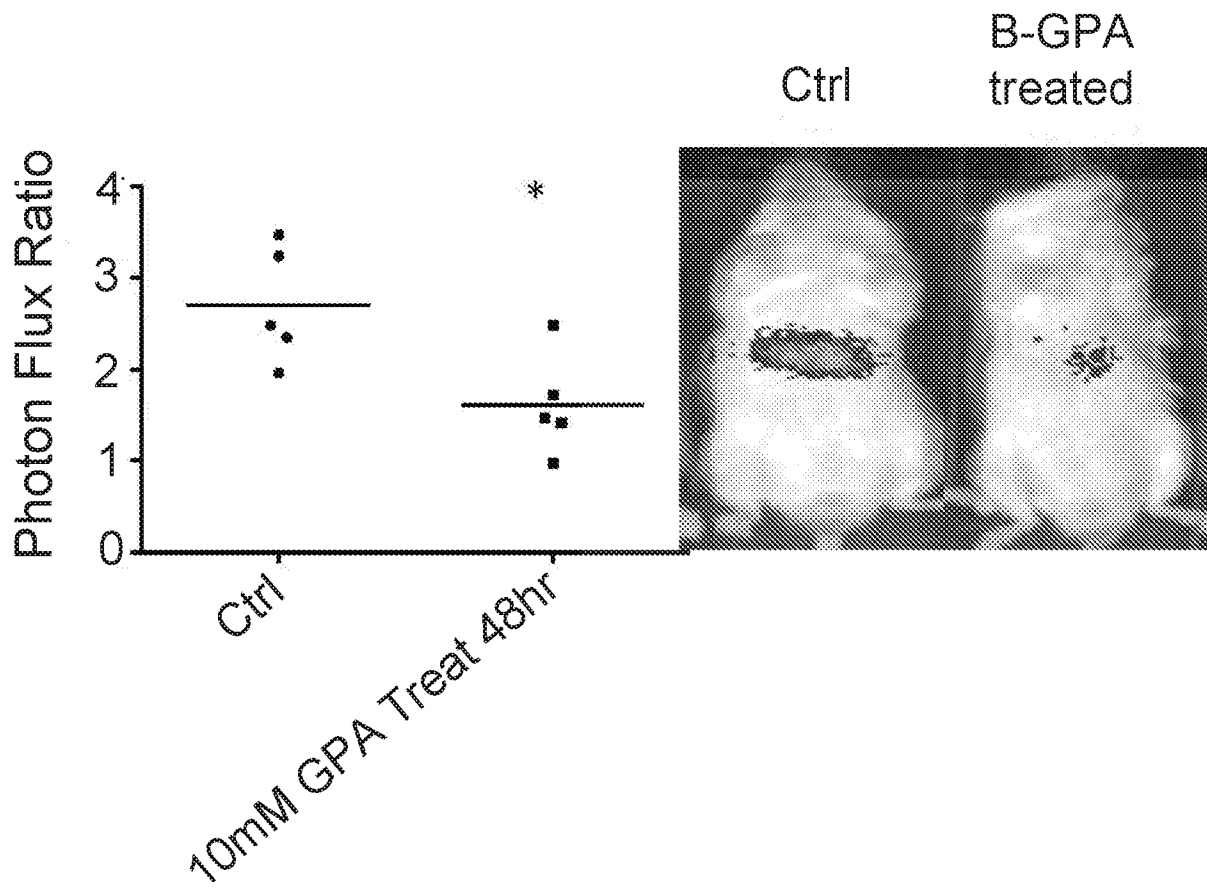 Photon Flux Ratio
4
3
2
1
0
*
Ctrl
10mM GPA Treat 48hr
Ctrl
B-GPA
treated